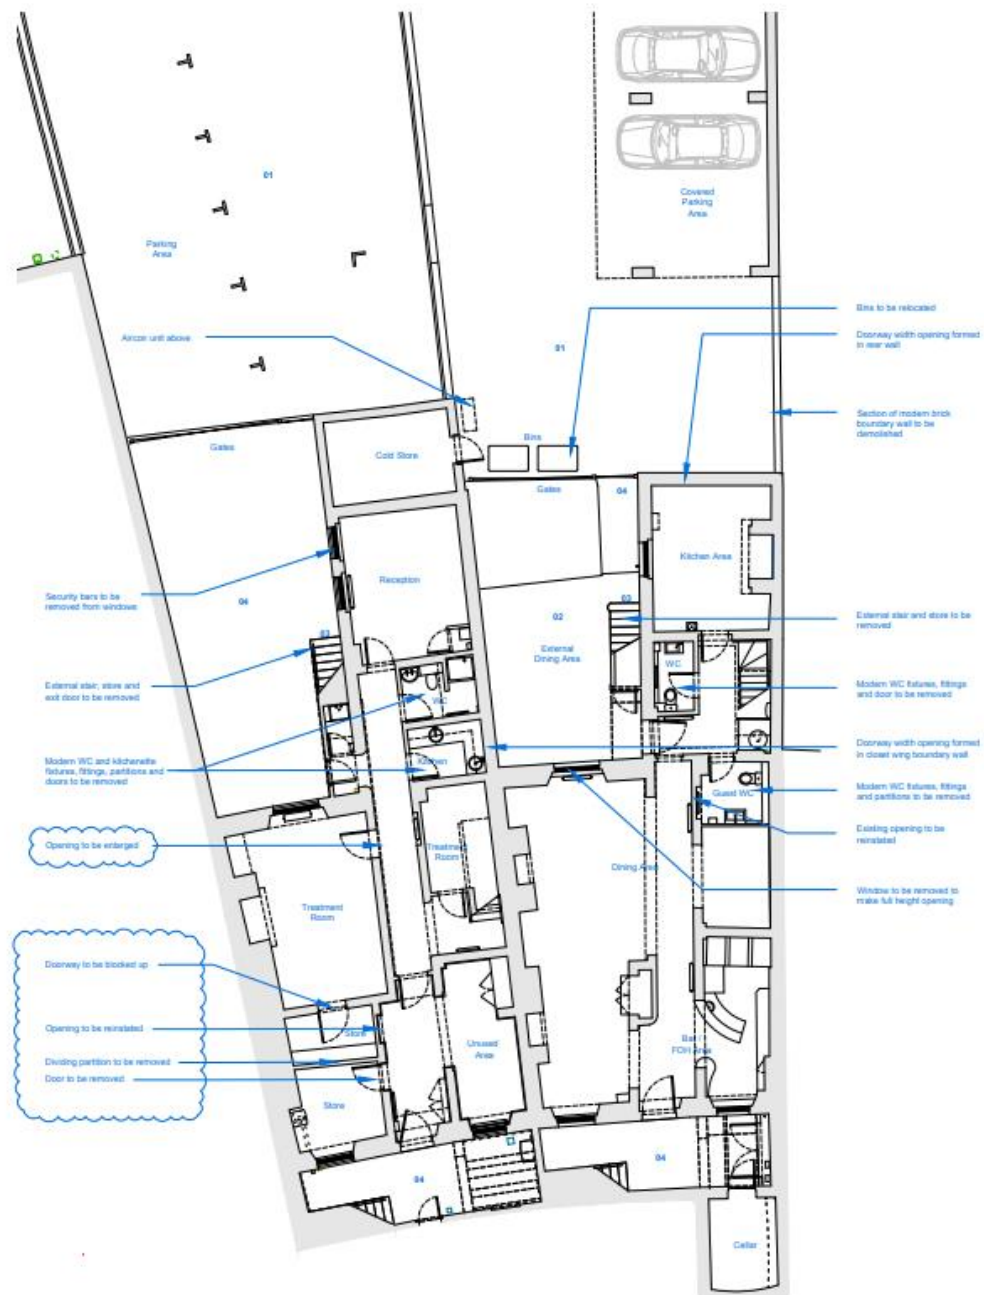 01
Covered
Parking
Area
Parking
Area
Bins to be relocated
Aircon unit above
01
Doorway width opening formed
in rear wall
Section of modern brick
boundary wall to be
demolished
Gates
Cold Store
Bins
Gates
04
Kitchen Area
Reception
Security bars to be
removed from windows
04
03
02
External
Dining Area
External stair and store to be
removed
03
WC
External stair, store and
exit door to be removed
WC
Modern WC fixtures, fittings
and door to be removed
Modern WC and kitchenette
fixtures, fittings, partitions and
doors to be removed
Kitchen
Doorway width opening formed
in closet wing boundary wall
Guest WC
Modern WC fixtures, fittings
and partitions to be removed
Existing opening to be
reinstated
Opening to be enlarged
Treatment
Room
Dining Area
Window to be removed to
make full height opening
Treatment
Room
Doorway to be blocked up
Opening to be reinstated
Store
Dividing partition to be removed
Door to be removed
Unused
Area
Bar
FOH Area
Store
04
04
Cellar